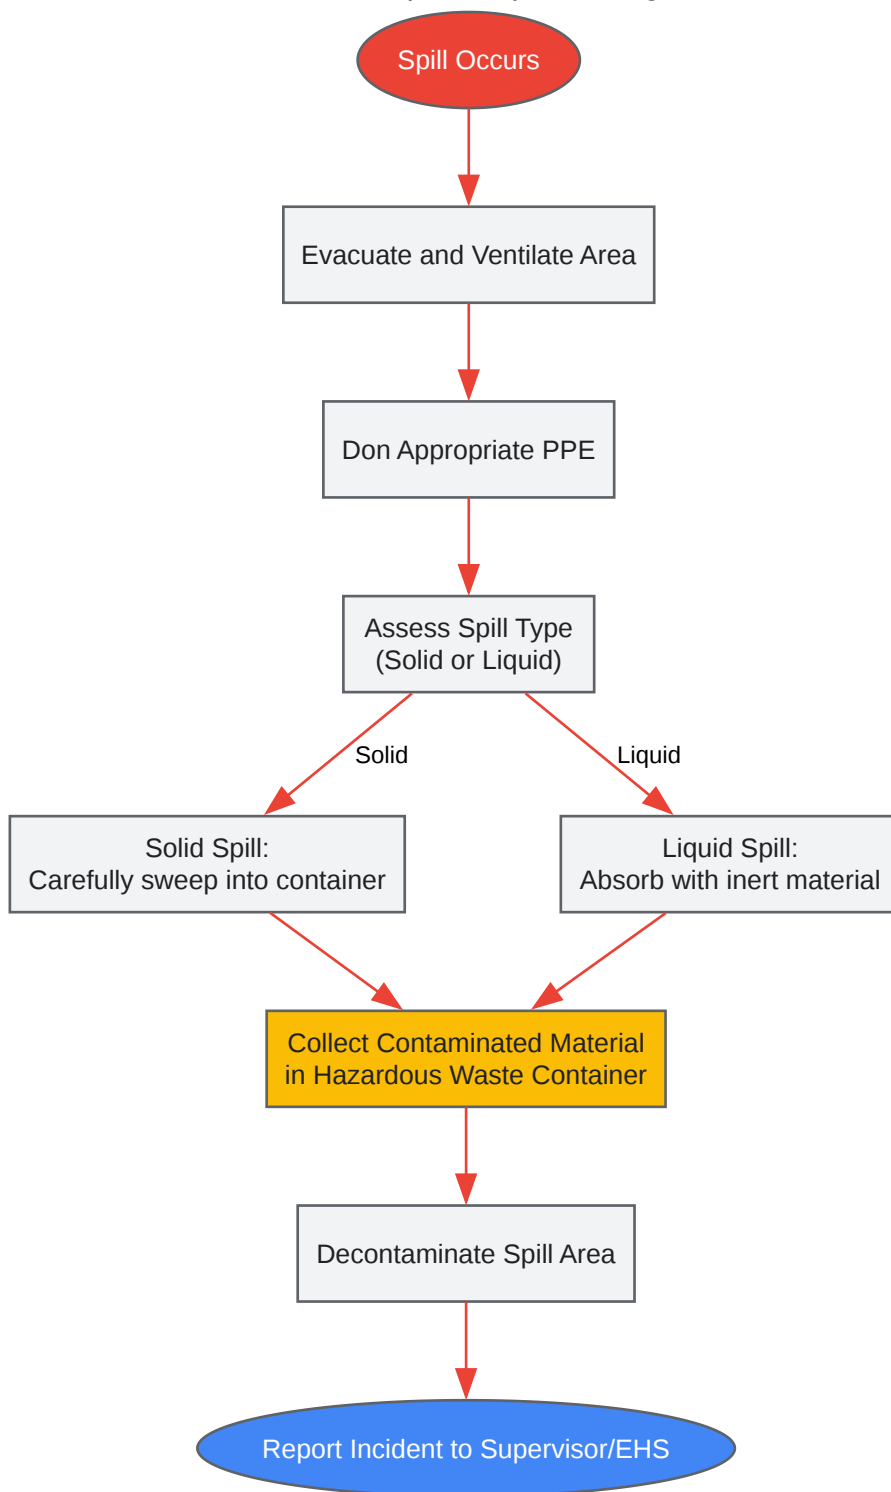 Spill Occurs
Evacuate and Ventilate Area
Don Appropriate PPE
Assess Spill Type
(Solid or Liquid)
Solid
Liquid
Solid Spill:
Carefully sweep into container
Liquid Spill:
Absorb with inert material
Collect Contaminated Material
in Hazardous Waste Container
Decontaminate Spill Area
Report Incident to Supervisor/EHS